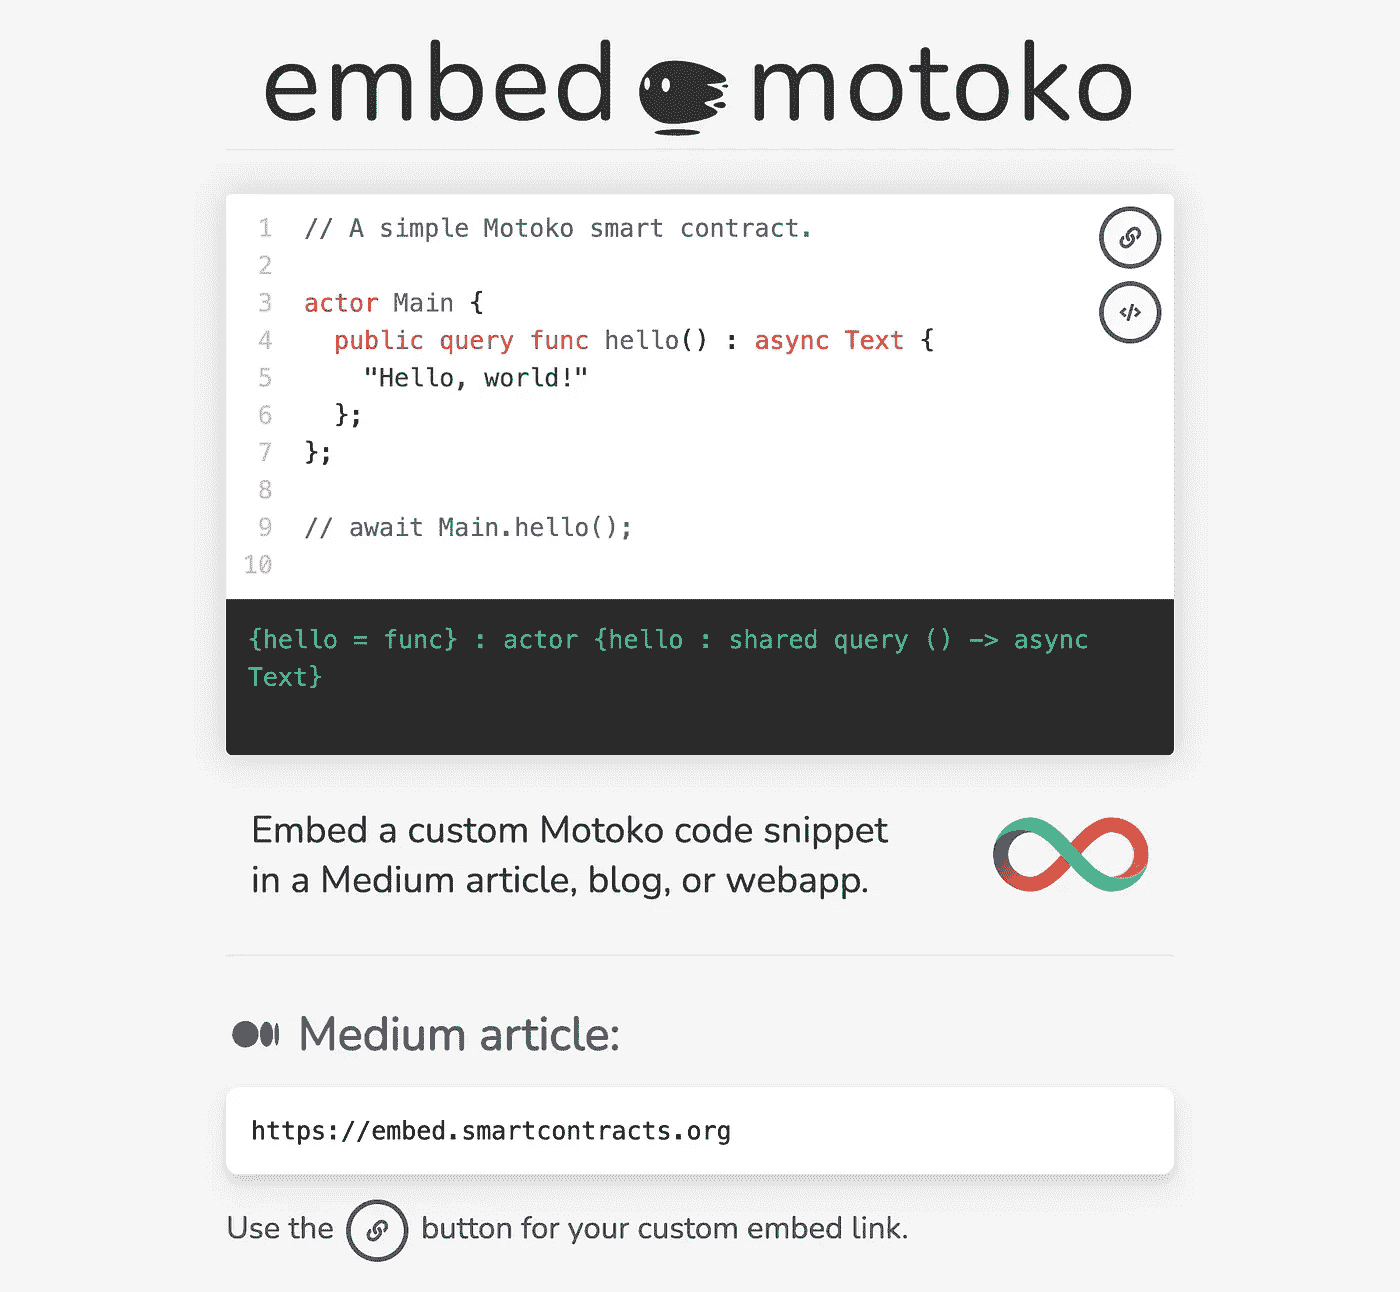 embed motoko
1 // A simple Motoko smart contract.
2
3 actor Main {
4   public query func hello() : async Text {
5     "Hello, world!"
6   };
7 };
8
9 // await Main.hello();
10
{hello = func} : actor {hello : shared query () -> async
Text}
Embed a custom Motoko code snippet
in a Medium article, blog, or webapp.
Medium article:
https://embed.smartcontracts.org
Use the button for your custom embed link.